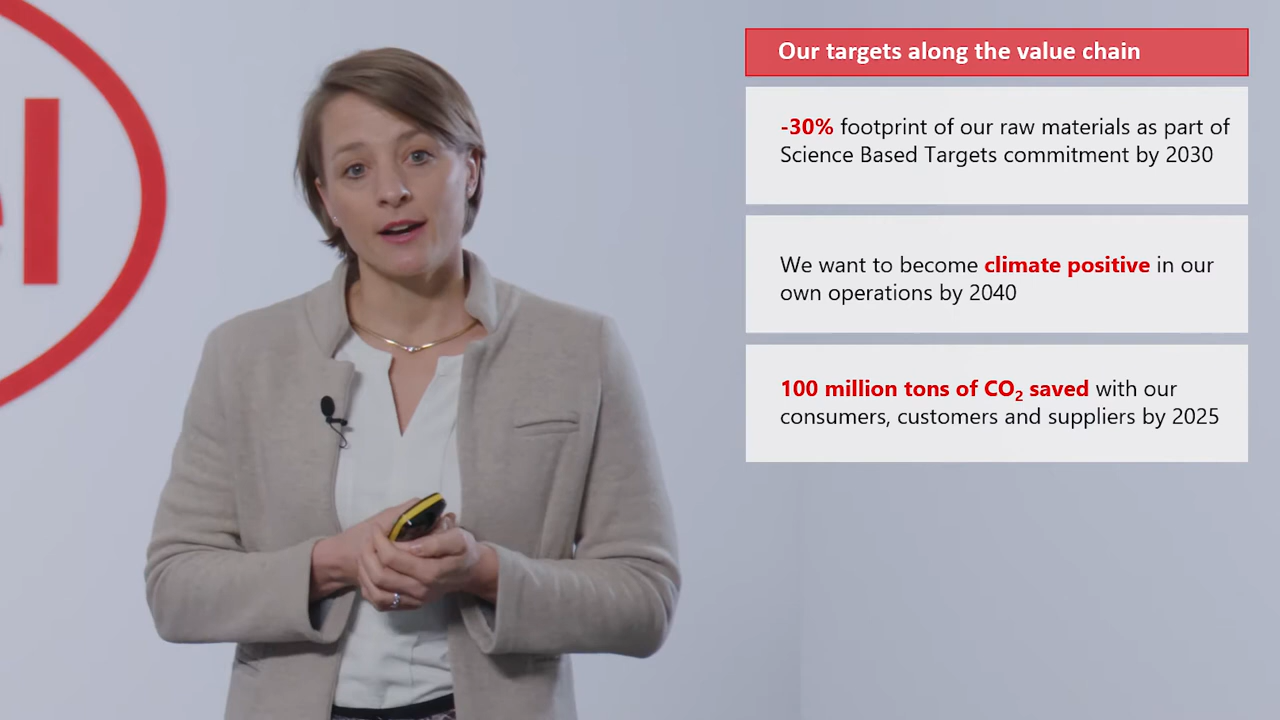 Our targets along the value chain
-30% footprint of our raw materials as part of
Science Based Targets commitment by 2030
We want to become climate positive in our
own operations by 2040
100 million tons of CO₂ saved with our
consumers, customers and suppliers by 2025